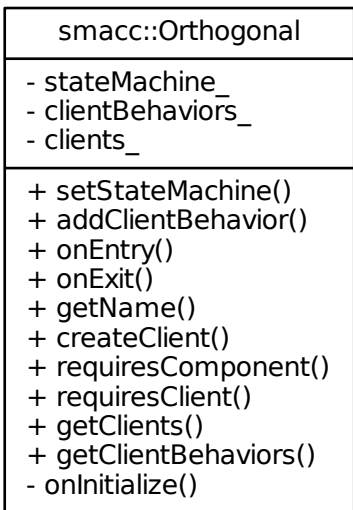 smacc::Orthogonal
- stateMachine_
- clientBehaviors_
- clients_
+ setStateMachine()
+ addClientBehavior()
+ onEntry()
+ onExit()
+ getName()
+ createClient()
+ requiresComponent()
+ requiresClient()
+ getClients()
+ getClientBehaviors()
- onInitialize()